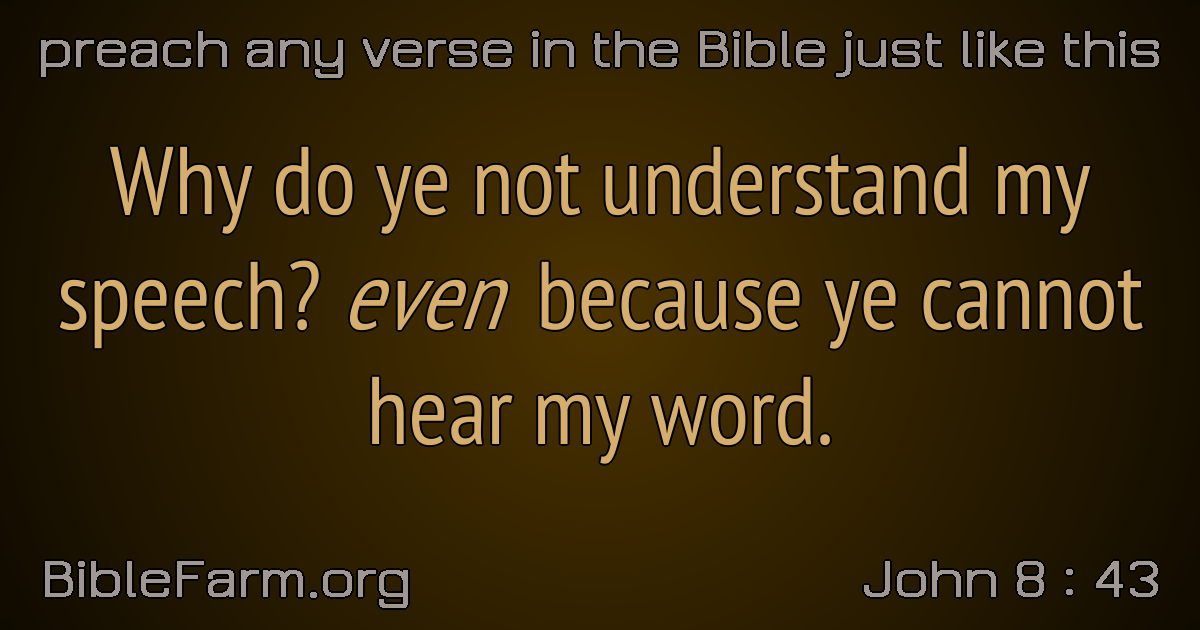 preach any verse in the Bible just like this
Why do ye not understand my
speech? even because ye cannot
hear my word.
BibleFarm.org
John 8 : 43